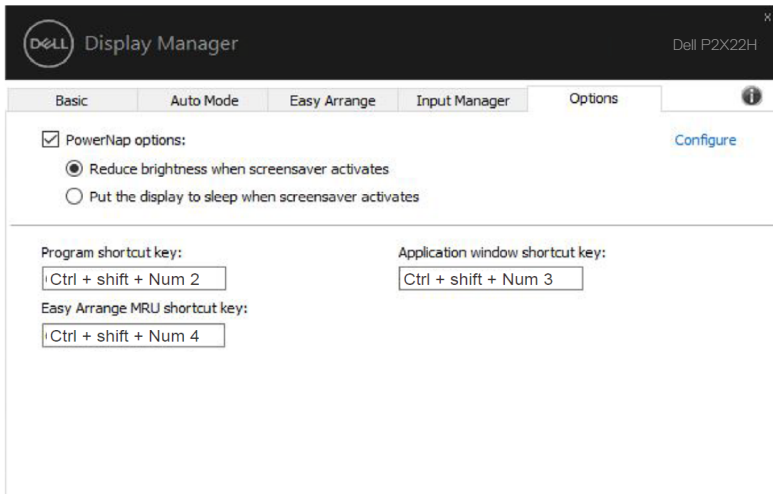 x
DELL Display Manager Dell P2X22H
Basic Auto Mode Easy Arrange Input Manager Options i
PowerNap options: Configure
Reduce brightness when screensaver activates
Put the display to sleep when screensaver activates
Program shortcut key: Application window shortcut key:
Ctrl + shift + Num 2 Ctrl + shift + Num 3
Easy Arrange MRU shortcut key:
Ctrl + shift + Num 4